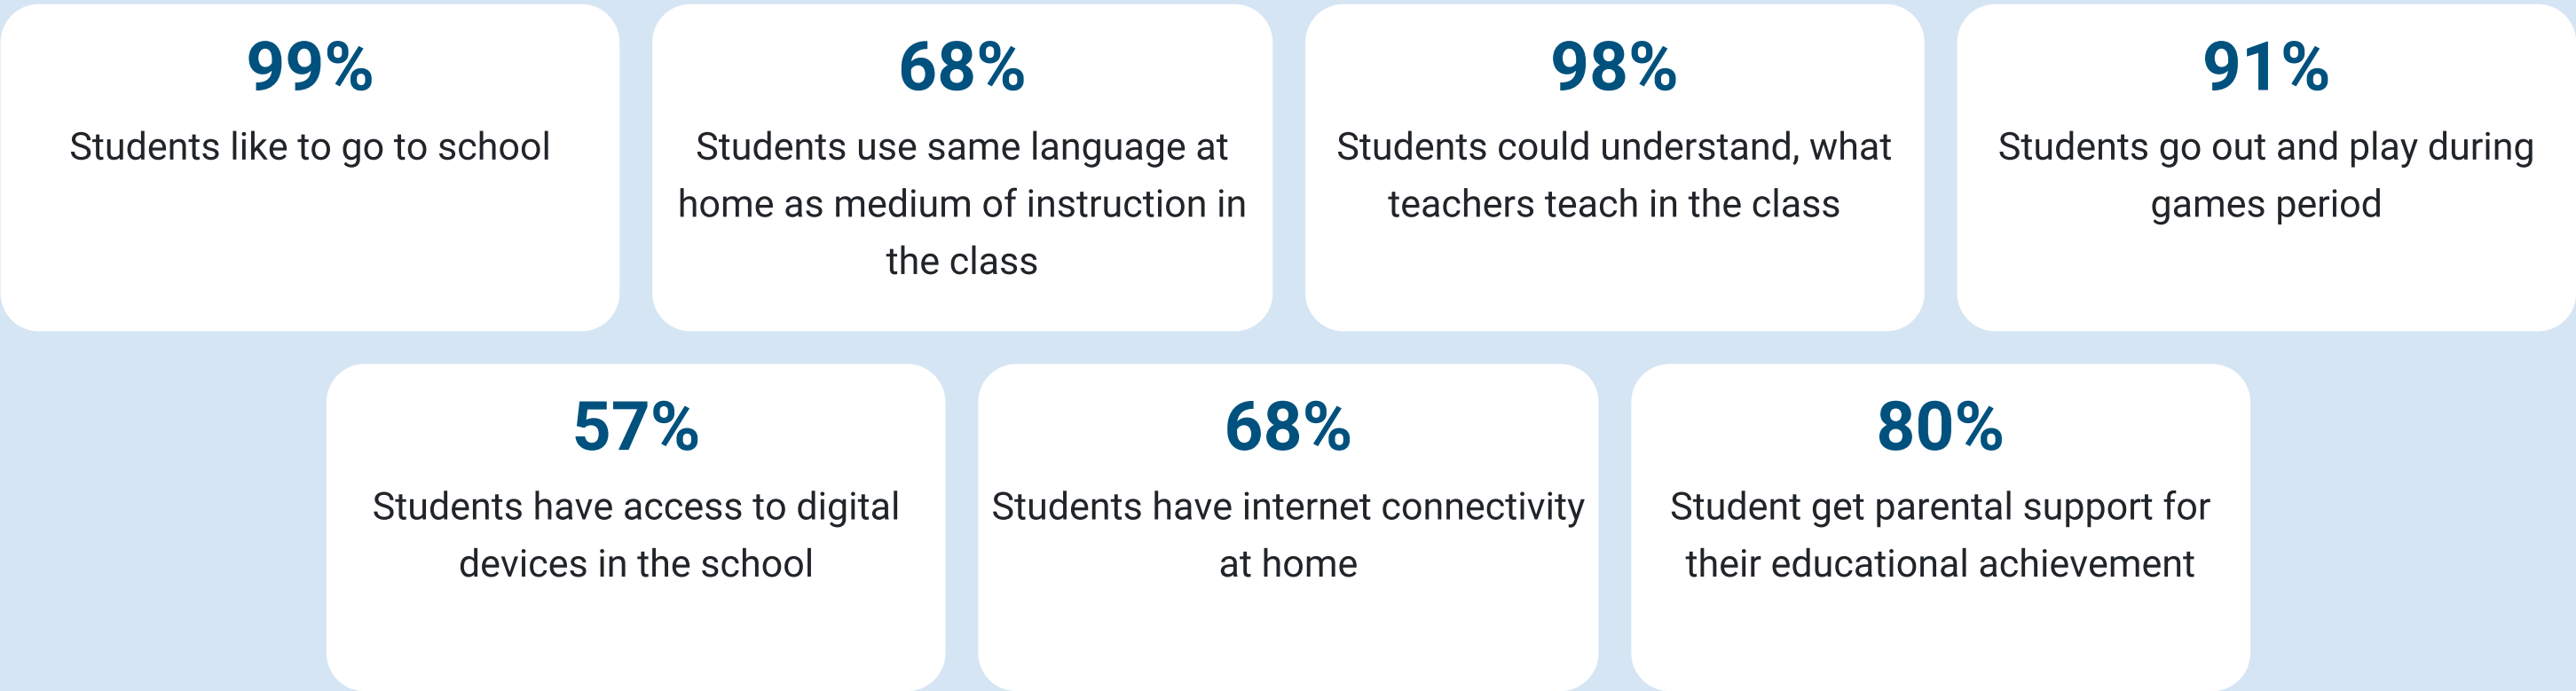 99%
Students like to go to school
68%
Students use same language at
home as medium of instruction in
the class
98%
Students could understand, what
teachers teach in the class
91%
Students go out and play during
games period
57%
Students have access to digital
devices in the school
68%
Students have internet connectivity
at home
80%
Student get parental support for
their educational achievement